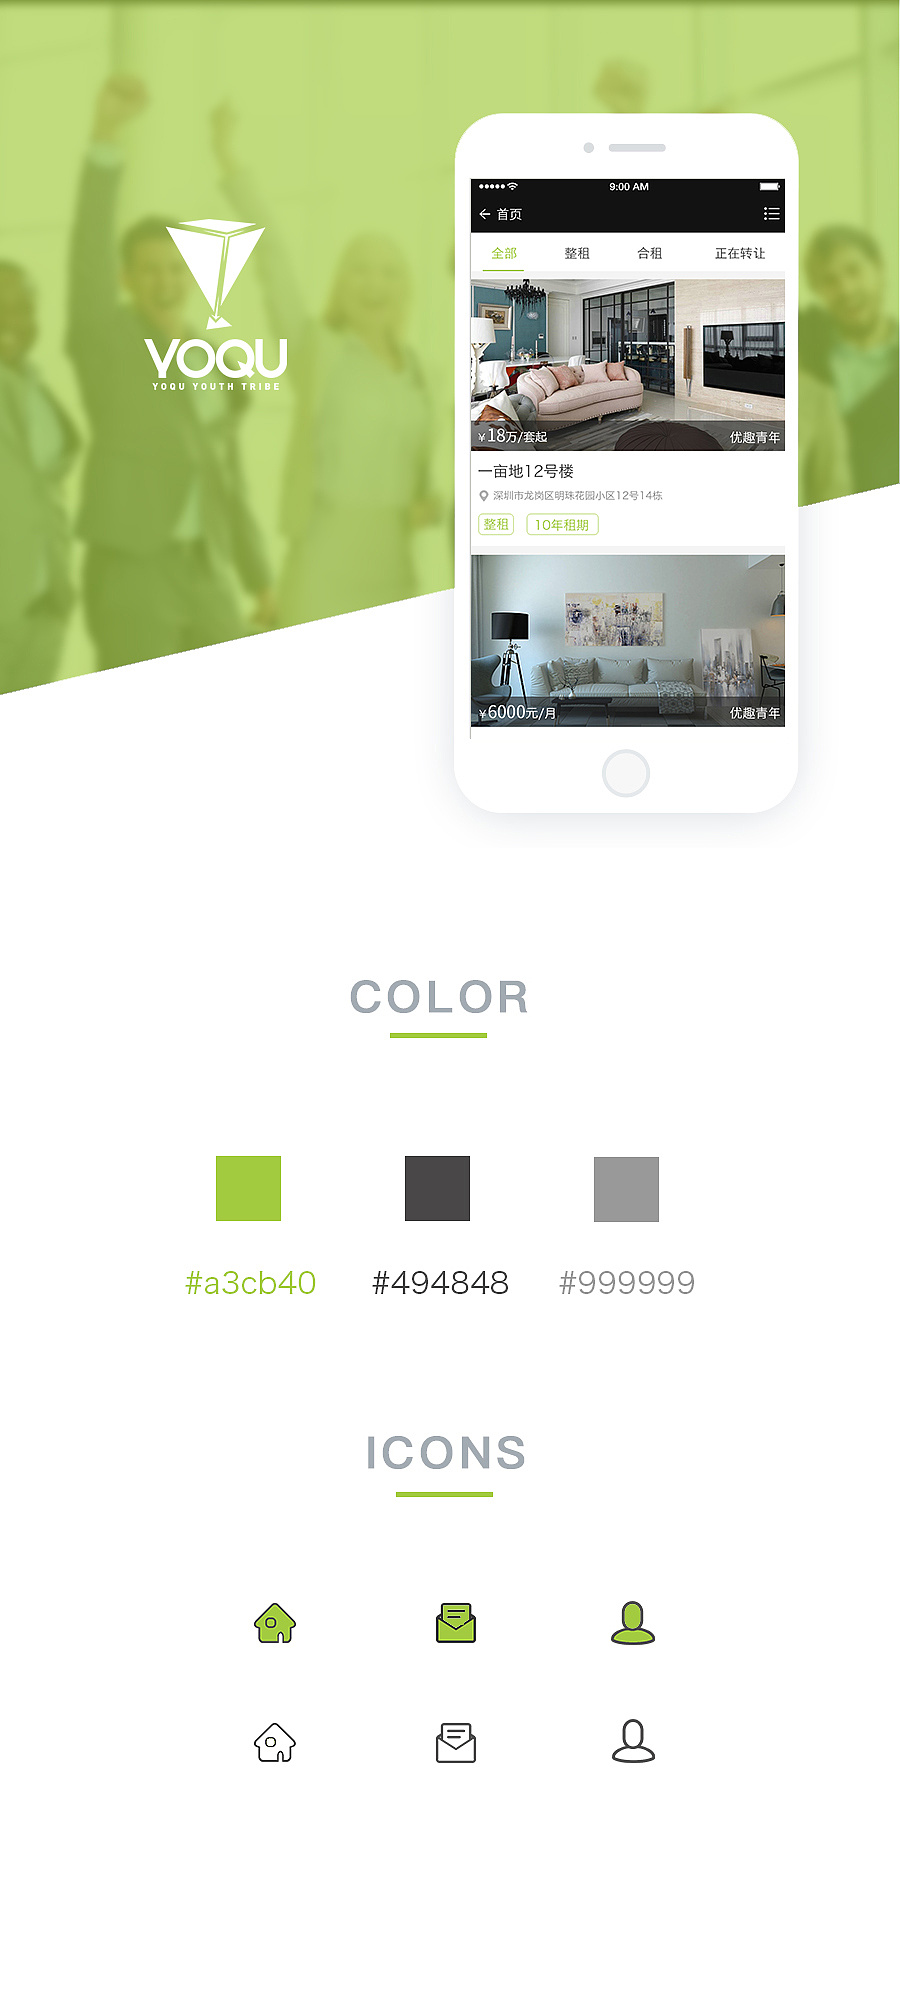 YOQU
YOQU YOUTH TRIBE
9:00 AM
首页
全部 整租 合租 正在转让
¥18万/套起 优趣青年
一亩地12号楼
深圳市龙岗区明珠花园小区12号14栋
整租 10年租期
¥6000元/月 优趣青年
COLOR
#a3cb40 #494848 #999999
ICONS